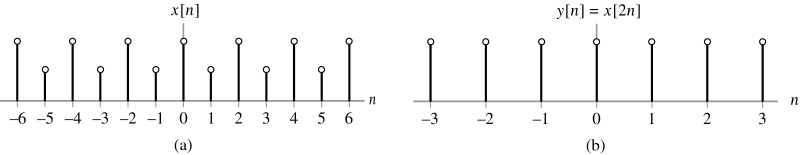 x[n]
n
–6 –5 –4 –3 –2 –1 0 1 2 3 4 5 6
(a)
y[n] = x[2n]
n
–3 –2 –1 0 1 2 3
(b)